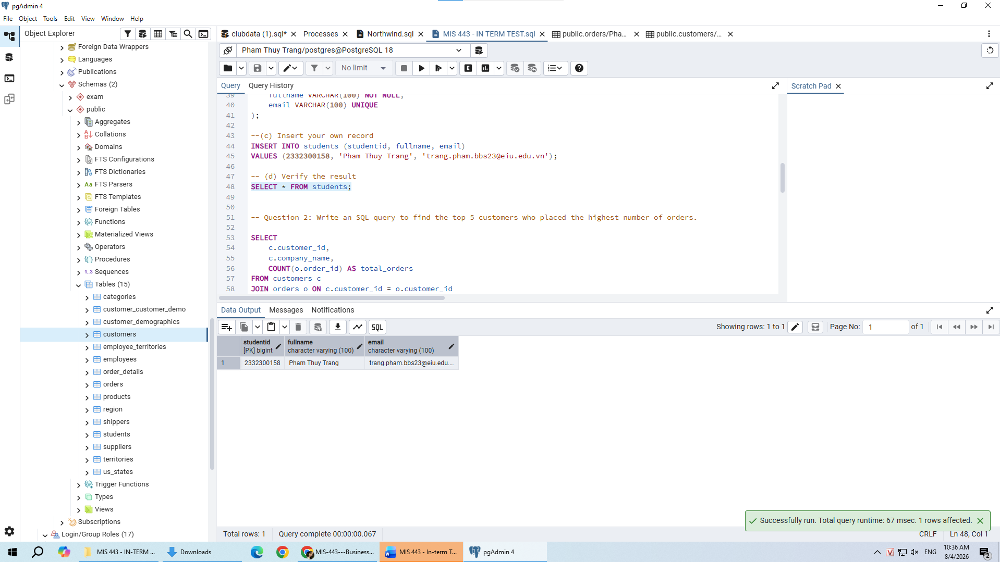 pgAdmin 4
File Object Tools Edit View Window Help
Object Explorer
clubdata (1).sql* Processes Northwind.sql MIS 443 - IN TERM TEST.sql public.orders/Pha... public.customers/...
Pham Thuy Trang/postgres@PostgreSQL 18
No limit
Query Query History
Scratch Pad
Foreign Data Wrappers
Languages
Publications
Schemas (2)
exam
public
Aggregates
Collations
Domains
FTS Configurations
FTS Dictionaries
FTS Parsers
FTS Templates
Foreign Tables
Functions
Materialized Views
Operators
Procedures
1..3 Sequences
Tables (15)
categories
customer_customer_demo
customer_demographics
customers
employee_territories
employees
order_details
orders
products
region
shippers
students
suppliers
territories
us_states
Trigger Functions
Types
Views
Subscriptions
Login/Group Roles (17)
39 fullname VARCHAR(100) NOT NULL,
40 email VARCHAR(100) UNIQUE
41 );
42
43 --(c) Insert your own record
44 INSERT INTO students (studentid, fullname, email)
45 VALUES (2332300158, 'Pham Thuy Trang', 'trang.pham.bbs23@eiu.edu.vn');
46
47 -- (d) Verify the result
48 SELECT * FROM students;
49
50
51 -- Question 2: Write an SQL query to find the top 5 customers who placed the highest number of orders.
52
53 SELECT
54 c.customer_id,
55 c.company_name,
56 COUNT(o.order_id) AS total_orders
57 FROM customers c
58 JOIN orders o ON c.customer_id = o.customer_id
Data Output Messages Notifications
SQL
Showing rows: 1 to 1 Page No: 1 of 1
studentid fullname email
[PK] bigint character varying (100) character varying (100)
1 2332300158 Pham Thuy Trang trang.pham.bbs23@eiu.edu....
Successfully run. Total query runtime: 67 msec. 1 rows affected.
Total rows: 1 Query complete 00:00:00.067 CRLF Ln 48, Col 1
MIS 443 - IN-TERM ... Downloads MIS-443---Business... MIS 443 - In-term T... pgAdmin 4 ENG 10:36 AM
8/4/2026
2